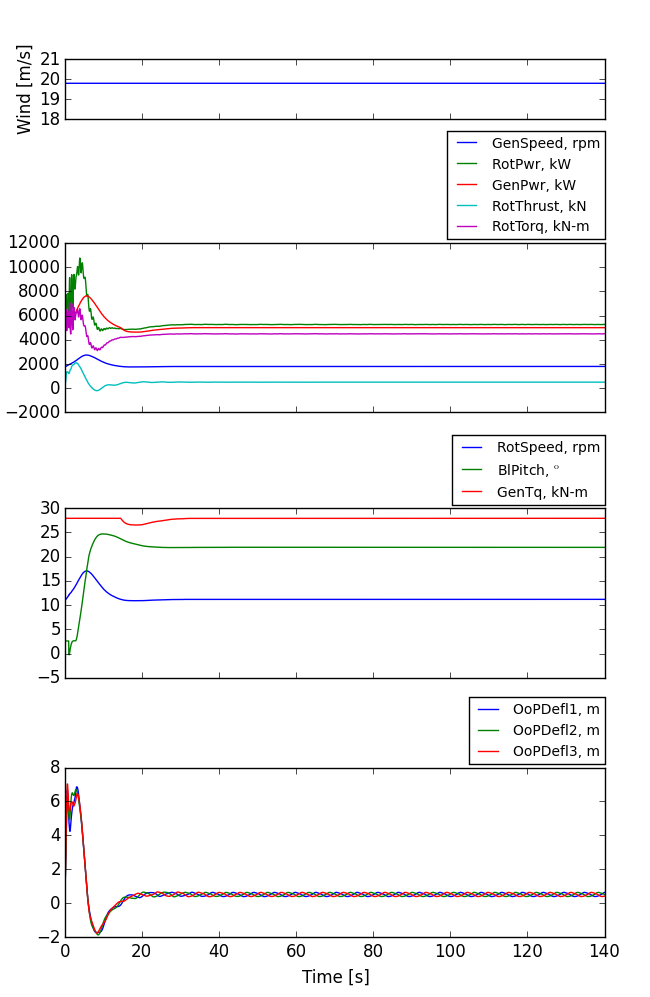 Wind [m/s]
21
20
19
18
GenSpeed, rpm
RotPwr, kW
GenPwr, kW
RotThrust, kN
RotTorq, kN-m
12000
10000
8000
6000
4000
2000
0
−2000
RotSpeed, rpm
BlPitch, °
GenTq, kN-m
30
25
20
15
10
5
0
−5
OoPDefl1, m
OoPDefl2, m
OoPDefl3, m
8
6
4
2
0
−2
0 20 40 60 80 100 120 140
Time [s]